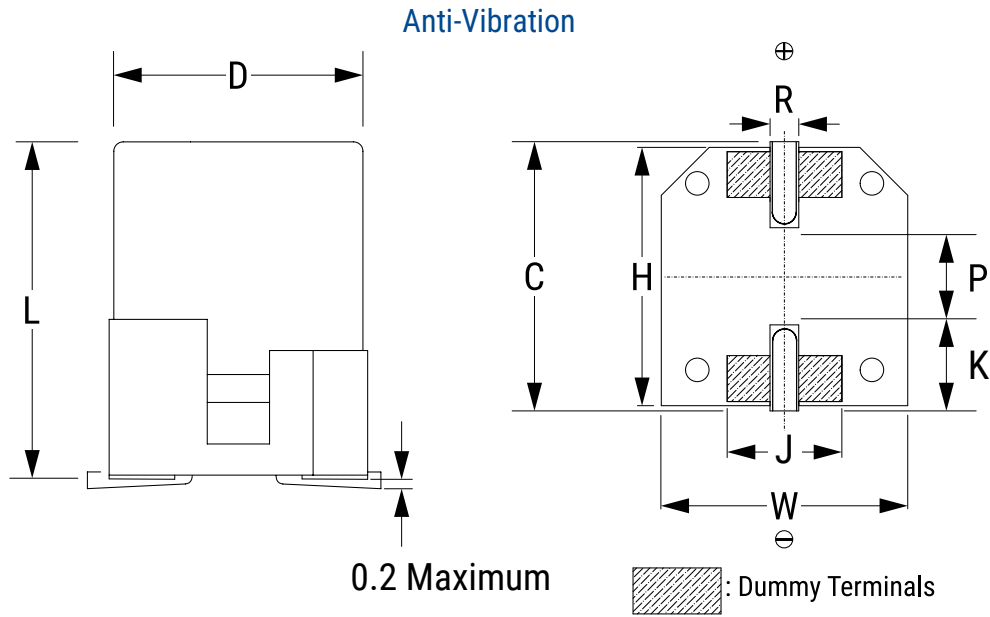 Anti-Vibration
D
L
0.2 Maximum
⊕
R
C
H
P
K
J
W
⊖
: Dummy Terminals